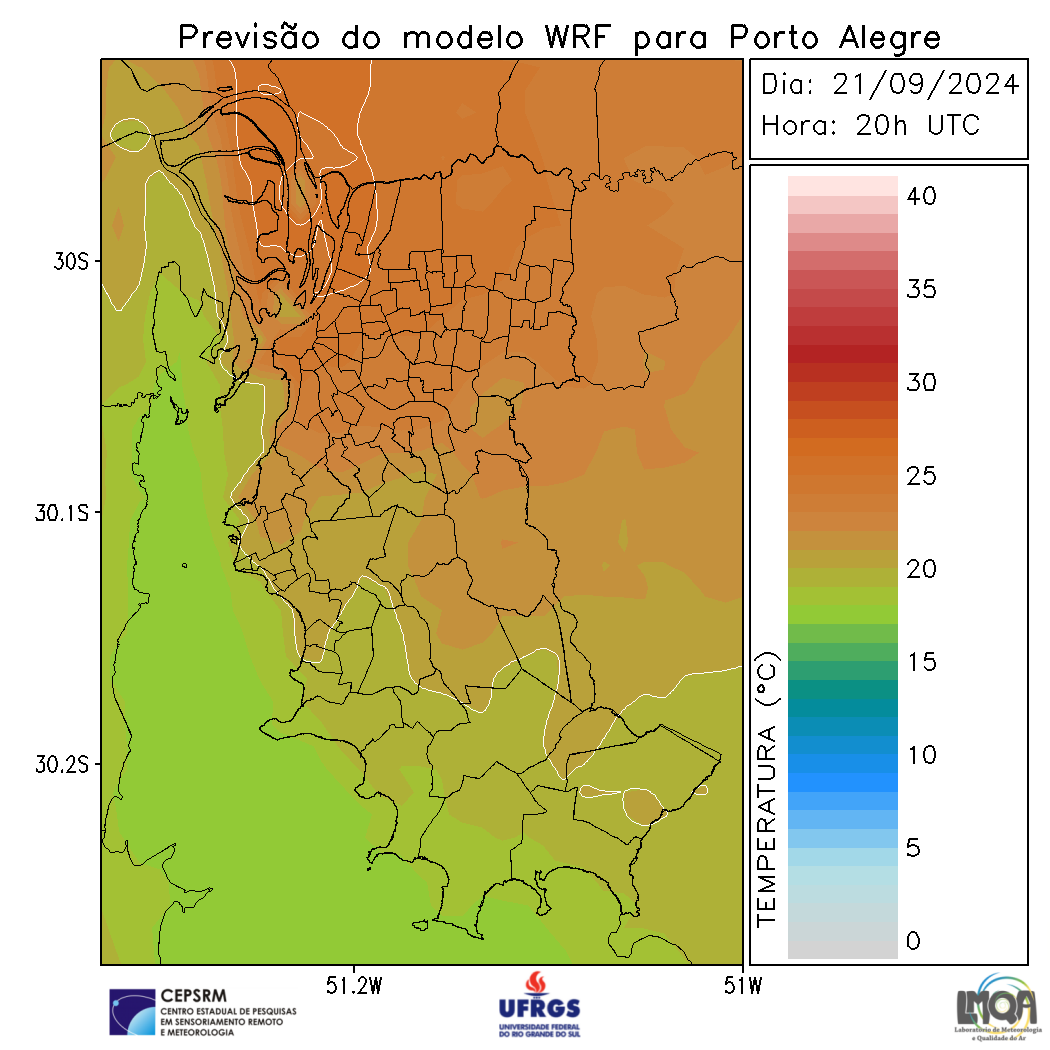 Previsão do modelo WRF para Porto Alegre
Dia: 21/09/2024
Hora: 20h UTC
40
35
30
25
20
15
10
5
0
TEMPERATURA (°C)
30S
30.1S
30.2S
51.2W
51W
CEPSRM
CENTRO ESTADUAL DE PESQUISAS
EM SENSORIAMENTO REMOTO
E METEOROLOGIA
UFRGS
UNIVERSIDADE FEDERAL
DO RIO GRANDE DO SUL
LMQA
Laboratório de Meteorologia
e Qualidade do Ar